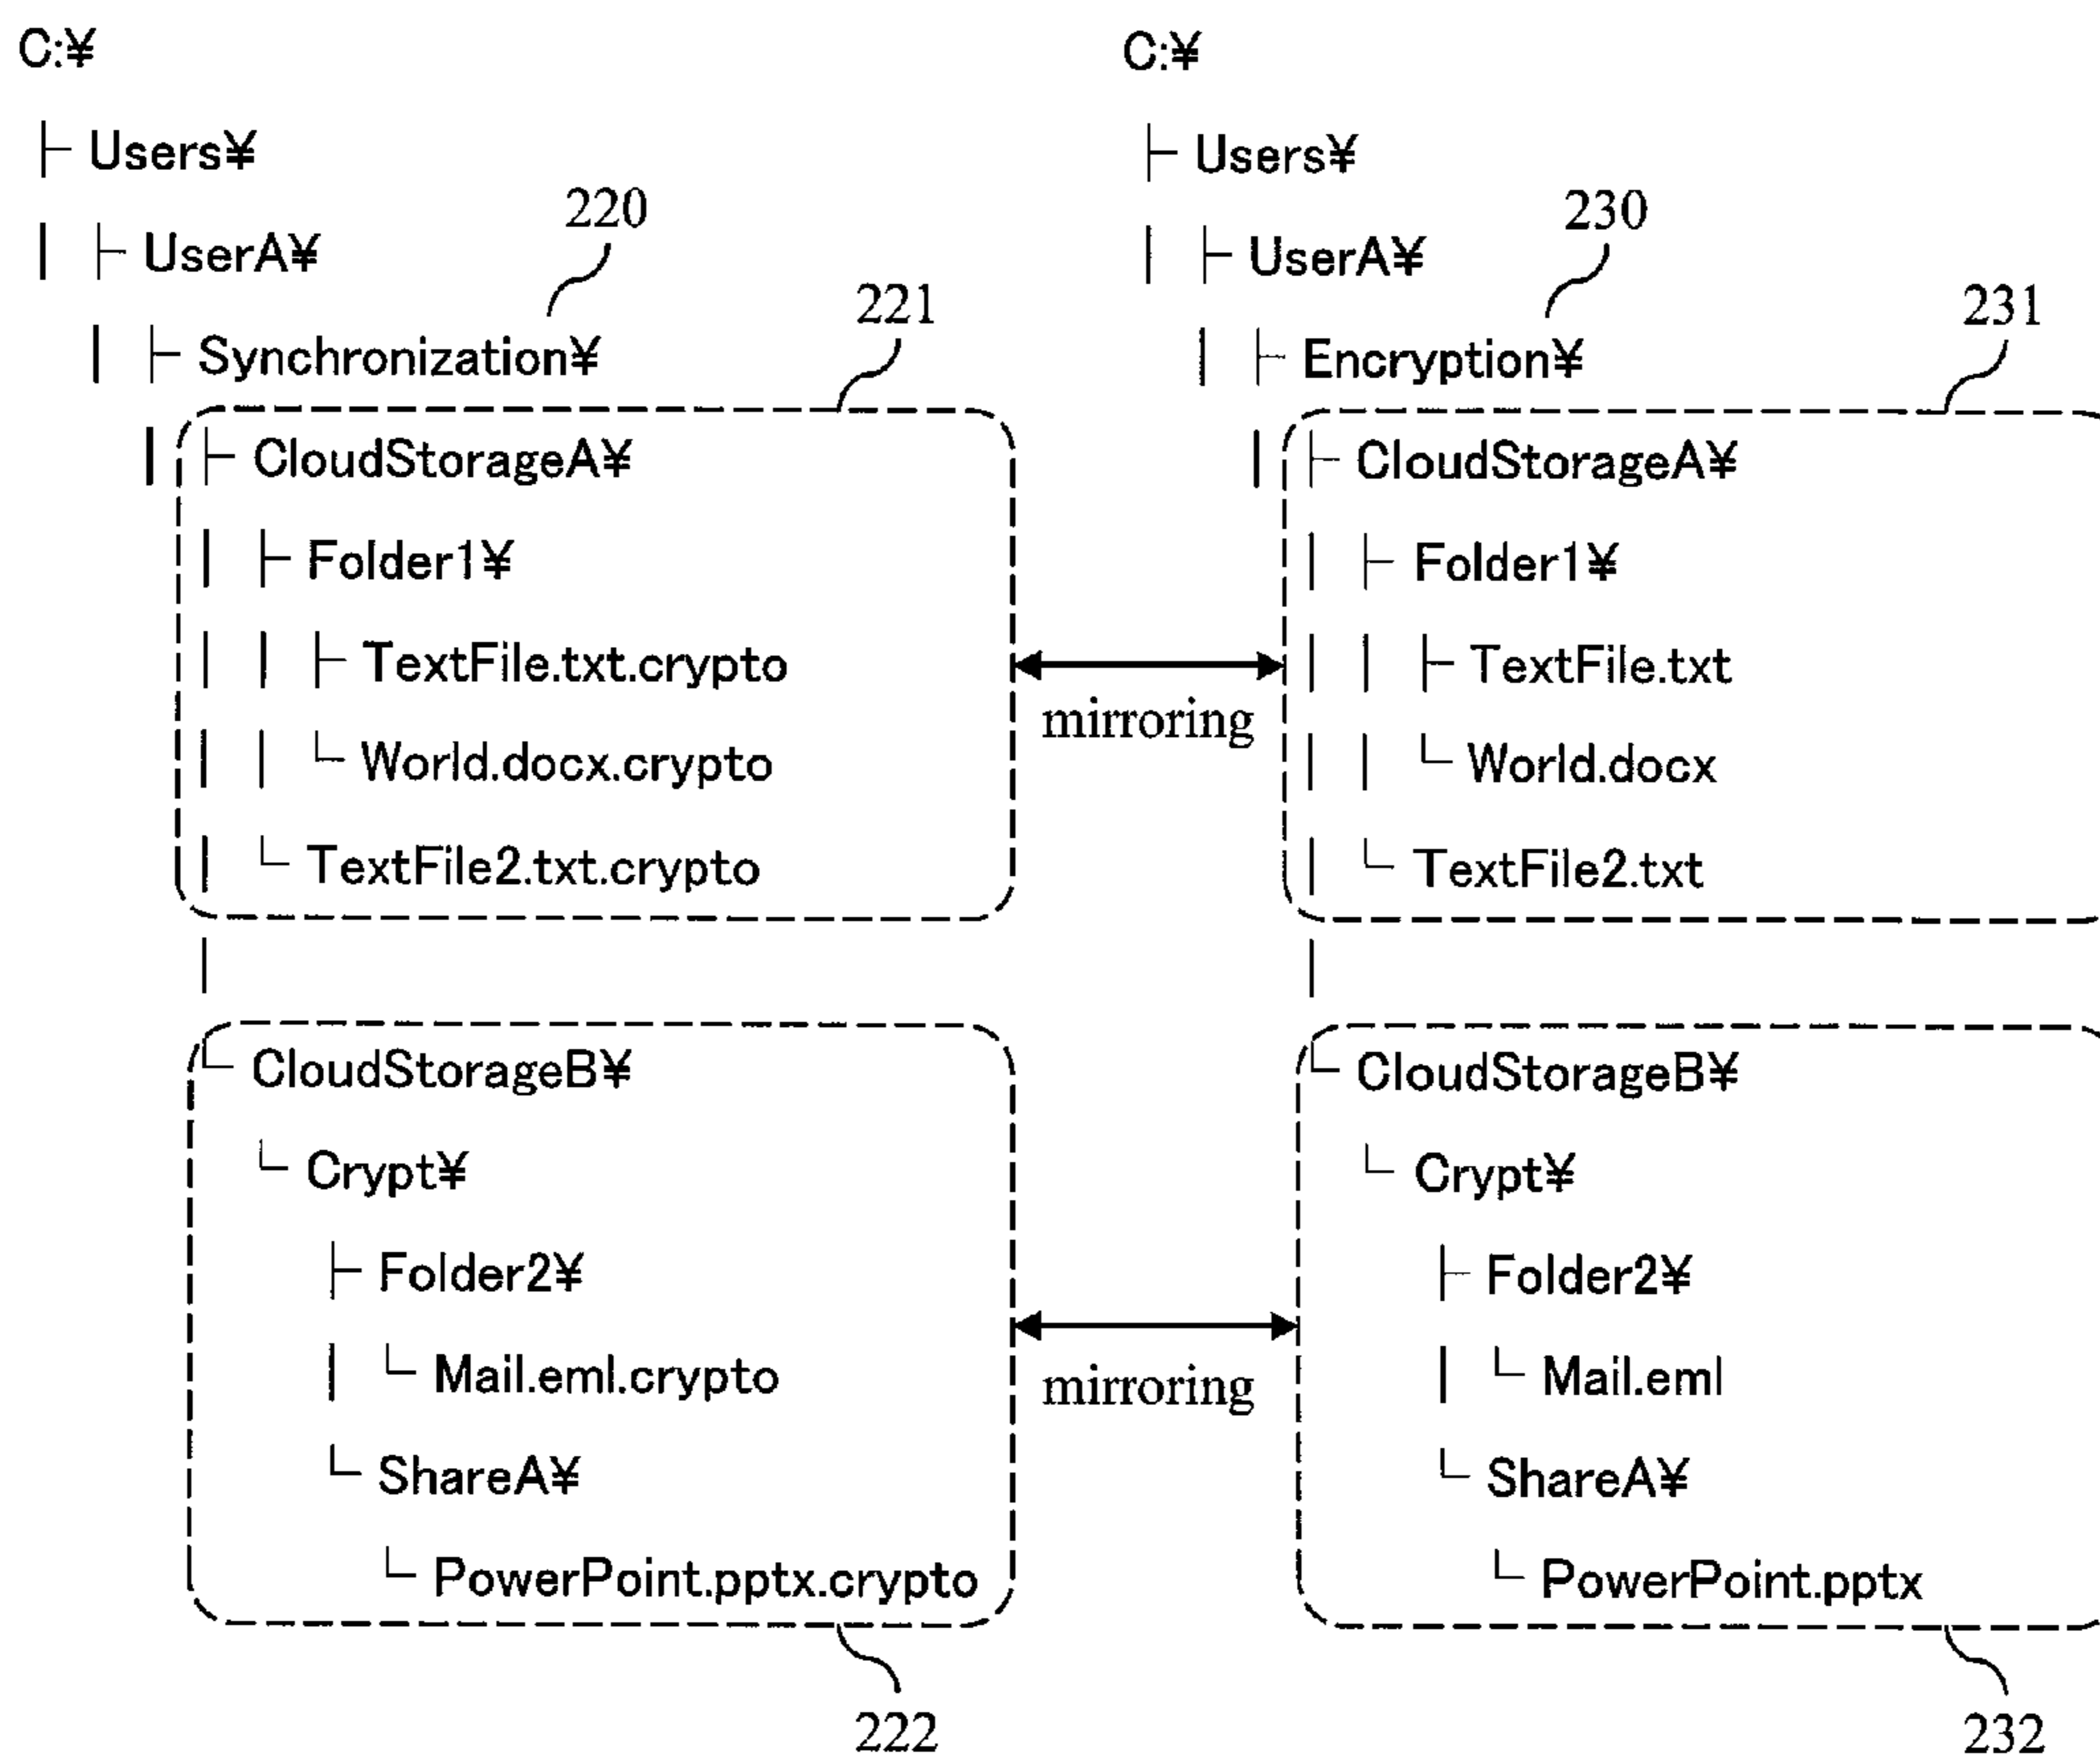 C:¥
├ Users¥
220
│ ├ UserA¥
221
│ ├ Synchronization¥
│ ├ CloudStorageA¥
│ ├ Folder1¥
│ │ ├ TextFile.txt.crypto
│ │ └ World.docx.crypto
│ └ TextFile2.txt.crypto
│
└ CloudStorageB¥
└ Crypt¥
├ Folder2¥
│ └ Mail.eml.crypto
└ ShareA¥
└ PowerPoint.pptx.crypto
222
mirroring
mirroring
C:¥
├ Users¥
230
│ ├ UserA¥
231
│ ├ Encryption¥
│ ├ CloudStorageA¥
│ ├ Folder1¥
│ │ ├ TextFile.txt
│ │ └ World.docx
│ └ TextFile2.txt
│
└ CloudStorageB¥
└ Crypt¥
├ Folder2¥
│ └ Mail.eml
└ ShareA¥
└ PowerPoint.pptx
232